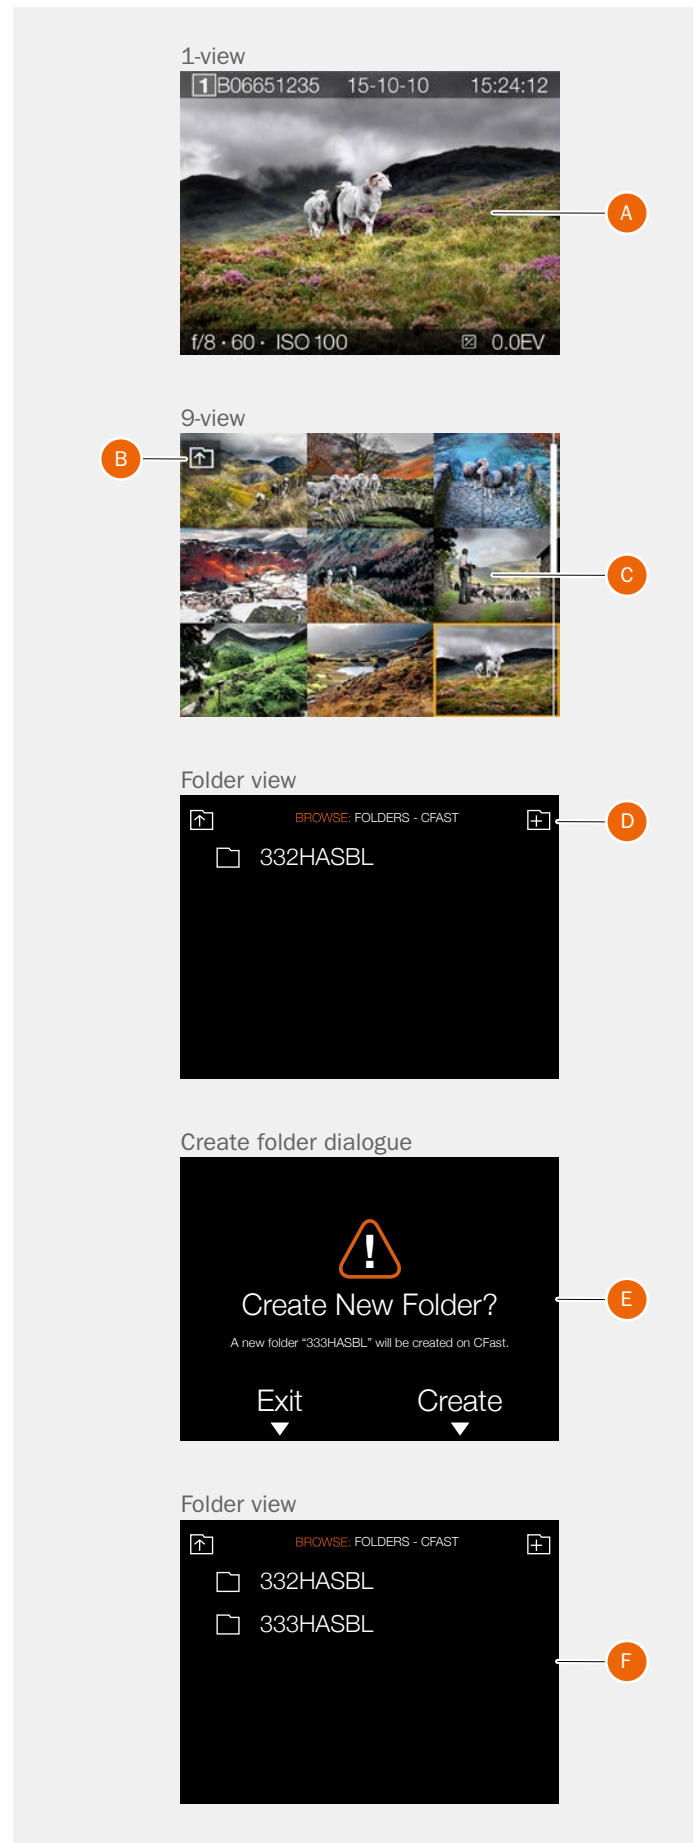 1-view
1 B06651235 15-10-10 15:24:12
A
f/8 · 60 · ISO 100 0.0EV
9-view
B
C
Folder view
BROWSE: FOLDERS - CFAST
D
332HASBL
Create folder dialogue
!
Create New Folder?
E
A new folder “333HASBL” will be created on CFast.
Exit Create
Folder view
BROWSE: FOLDERS - CFAST
332HASBL
333HASBL
F